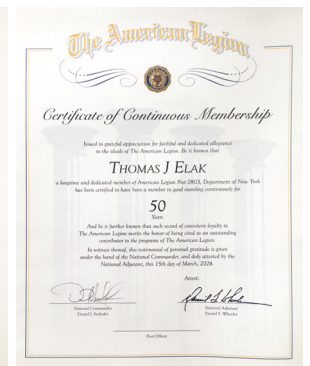 The American Legion
Certificate of Continuous Membership
Issued in grateful appreciation for faithful and dedicated allegiance
to the ideals of The American Legion. Be it known that
THOMAS J ELAK
a longtime and dedicated member of American Legion Post 0803, Department of New York
has been certified to have been a member in good standing continuously for
50
Years
And be it further known that such record of consistent loyalty to
The American Legion merits the honor of being cited as an outstanding
contributor to the programs of The American Legion.
In witness thereof, this testimonial of personal gratitude is given
under the hand of the National Commander, and duly attested by the
National Adjutant, this 15th day of March, 2024.
Attest:
National Commander
Daniel J. Seehafer
National Adjutant
Daniel S. Wheeler
Post Officer